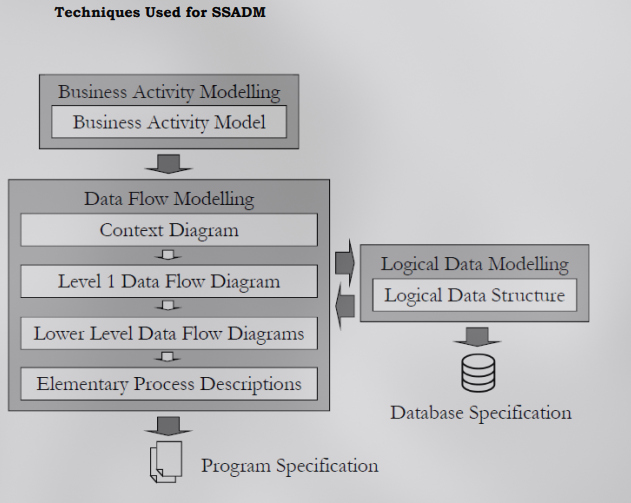 Techniques Used for SSADM
Business Activity Modelling
Business Activity Model
Data Flow Modelling
Context Diagram
Level 1 Data Flow Diagram
Lower Level Data Flow Diagrams
Elementary Process Descriptions
Logical Data Modelling
Logical Data Structure
Database Specification
Program Specification